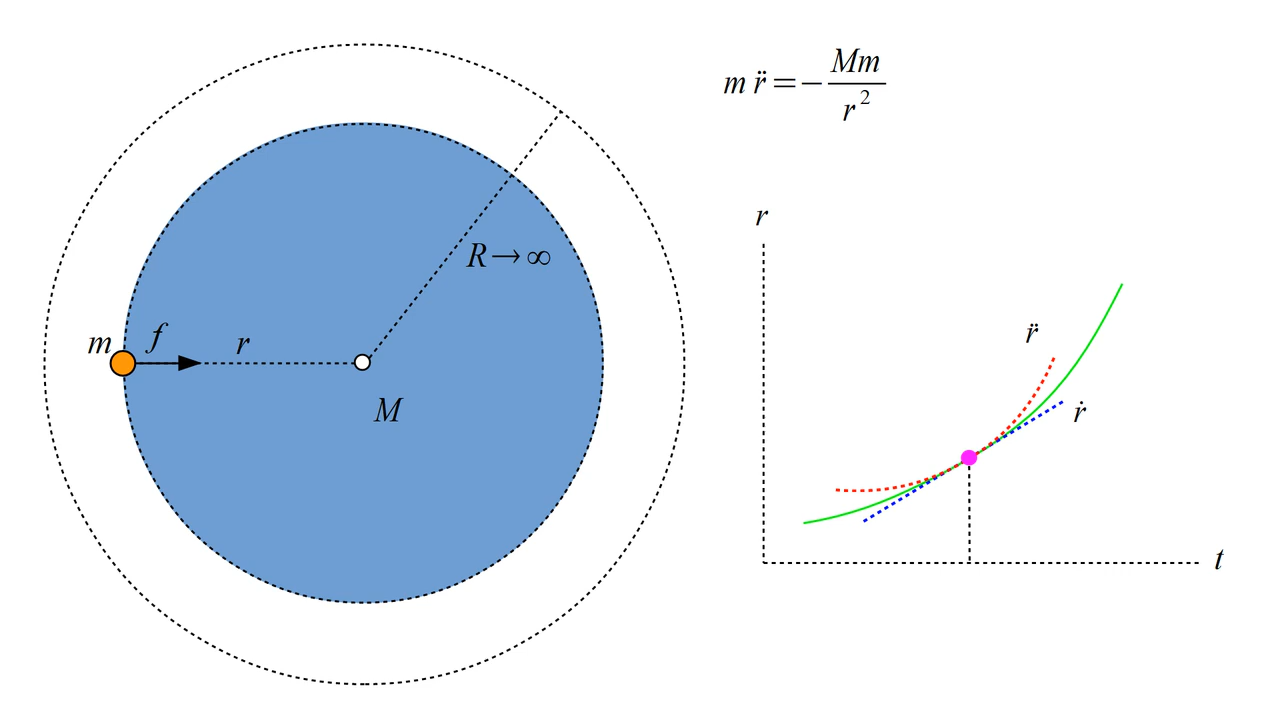 m r̈ = − Mm / r²
r
R → ∞
r̈
m
f
r
ṙ
M
t